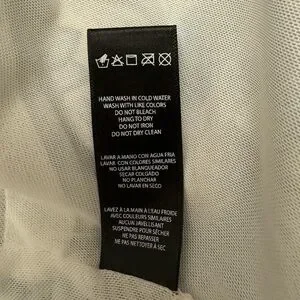 HAND WASH IN COLD WATER
WASH WITH LIKE COLORS
DO NOT BLEACH
HANG TO DRY
DO NOT IRON
DO NOT DRY CLEAN
LAVAR A MANO CON AGUA FRIA
LAVAR CON COLORES SIMILARES
NO USAR BLANQUEADOR
SECAR COLGADO
NO PLANCHAR
NO LAVAR EN SECO
LAVEZ À LA MAIN À L'EAU FROIDE
AVEC COULEURS SIMILAIRES
AUCUN JAVELLISANT
SUSPENDRE POUR SÉCHER
NE PAS REPASSER
NE PAS NETTOYER À SEC